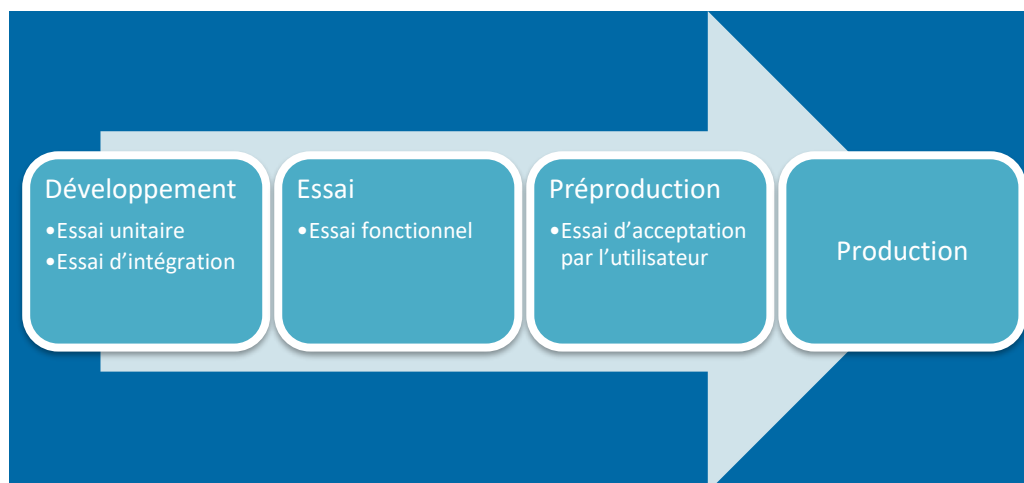 Développement
•Essai unitaire
•Essai d’intégration
Essai
•Essai fonctionnel
Préproduction
•Essai d’acceptation
par l’utilisateur
Production